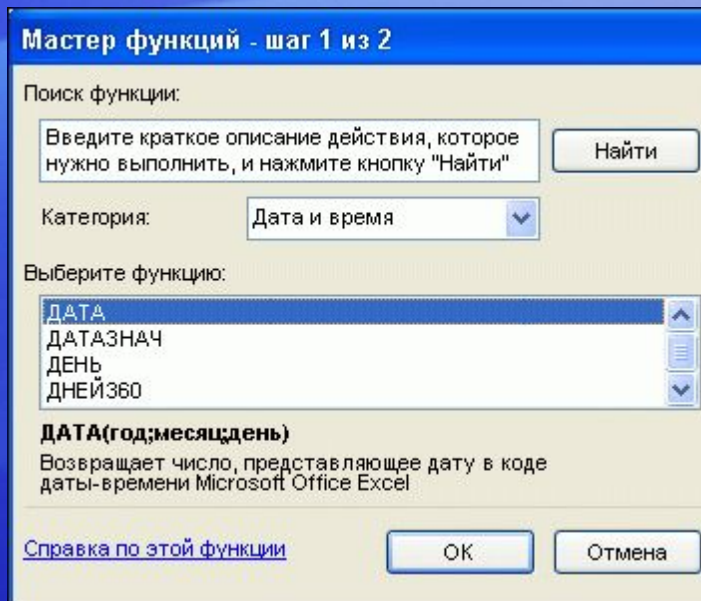 Мастер функций - шаг 1 из 2
Поиск функции:
Введите краткое описание действия, которое
нужно выполнить, и нажмите кнопку "Найти"
Найти
Категория:
Дата и время
Выберите функцию:
ДАТА
ДАТАЗНАЧ
ДЕНЬ
ДНЕЙ360
ДАТА(год;месяц;день)
Возвращает число, представляющее дату в коде
даты-времени Microsoft Office Excel
Справка по этой функции
ОК
Отмена